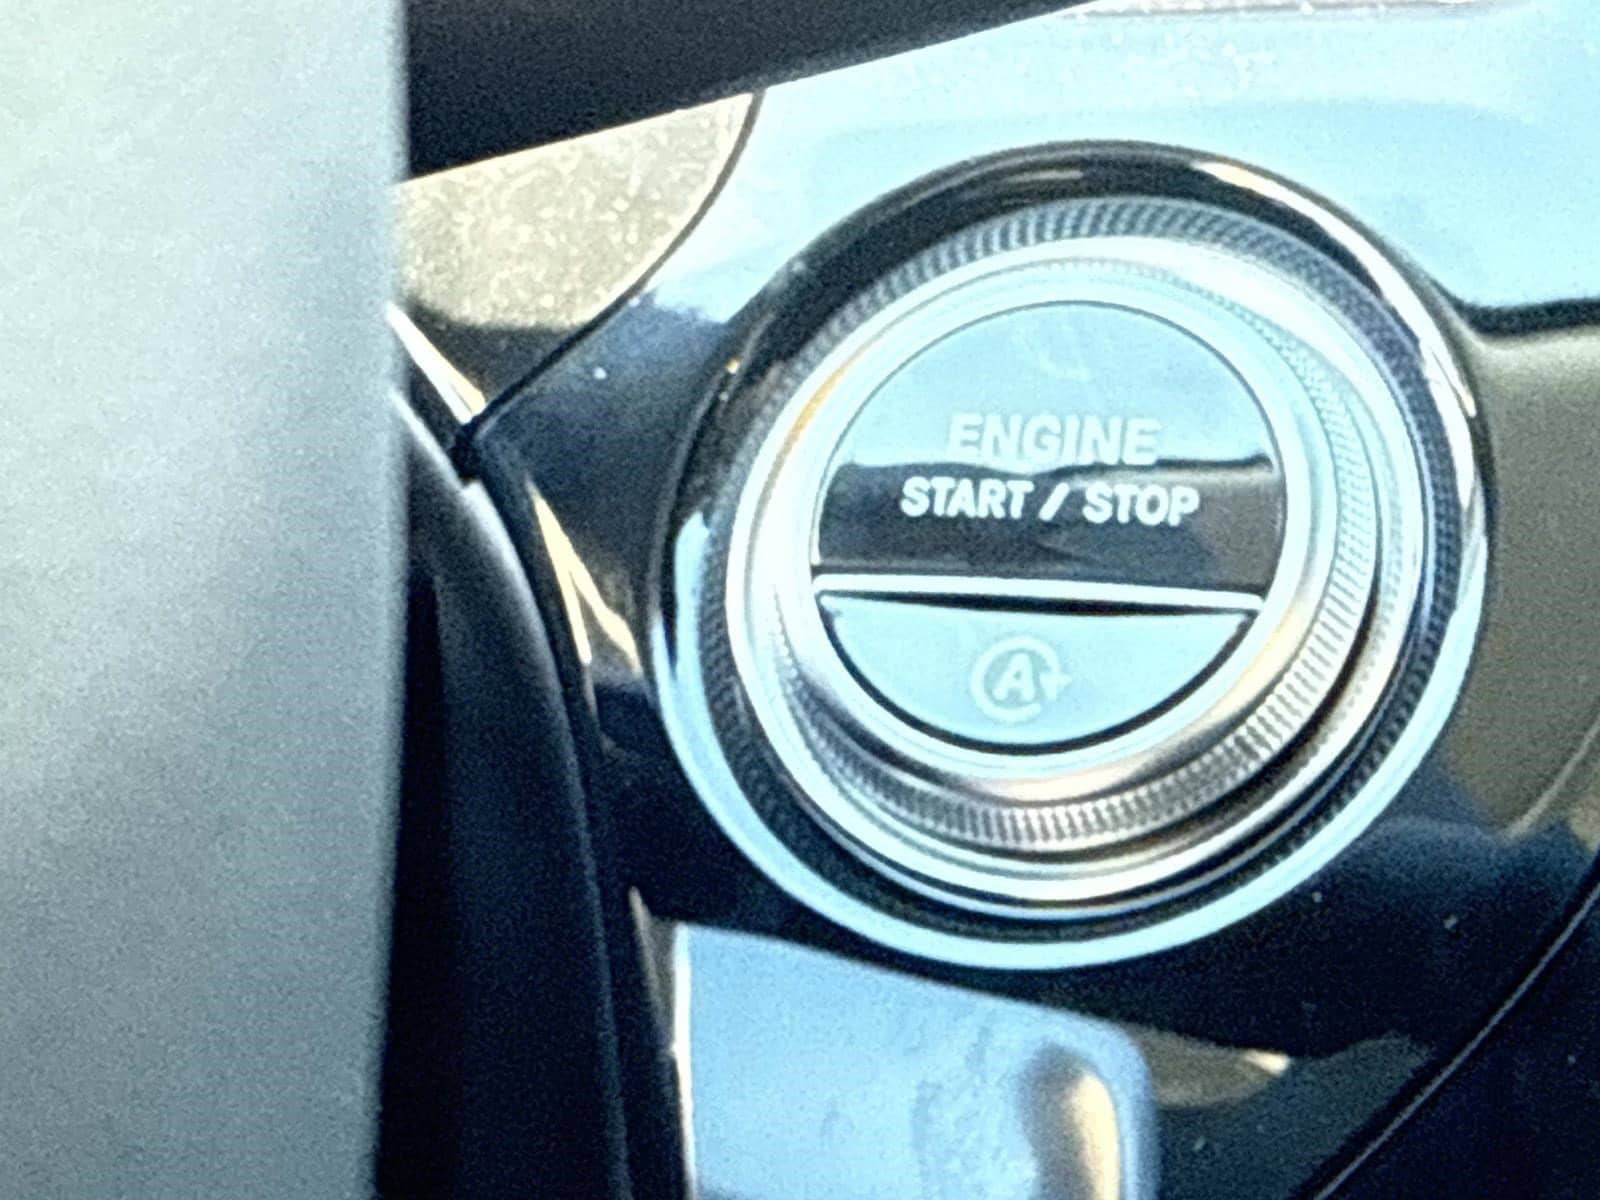 ENGINE
START / STOP
A